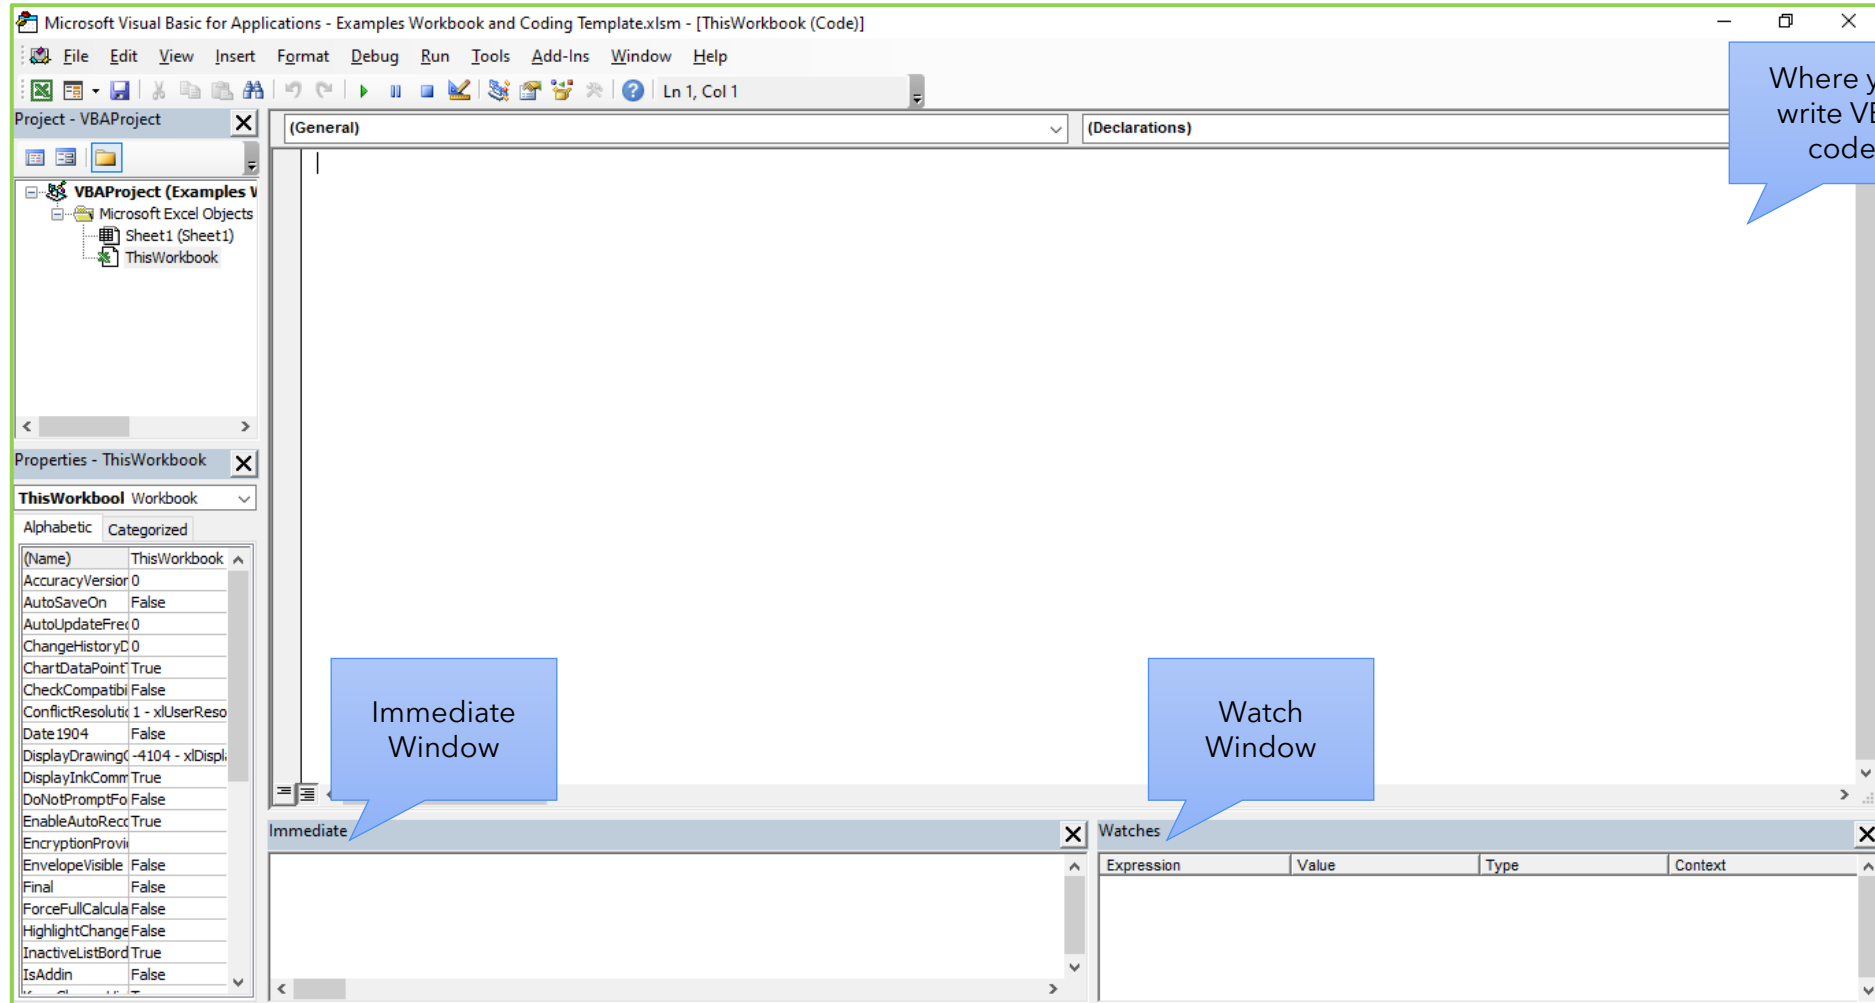 Microsoft Visual Basic for Applications - Examples Workbook and Coding Template.xlsm - [ThisWorkbook (Code)]
File Edit View Insert Format Debug Run Tools Add-Ins Window Help
Ln 1, Col 1
Where y
write VB
code
Project - VBAProject
(General)
(Declarations)
VBAProject (Examples W
Microsoft Excel Objects
Sheet1 (Sheet1)
ThisWorkbook
Properties - ThisWorkbook
ThisWorkbool Workbook
Alphabetic Categorized
(Name) ThisWorkbook
AccuracyVersior 0
AutoSaveOn False
AutoUpdateFrec 0
ChangeHistoryD 0
ChartDataPoint True
CheckCompatibi False
ConflictResolutic 1 - xlUserReso
Date1904 False
DisplayDrawingC -4104 - xlDispl
DisplayInkComm True
DoNotPromptFo False
EnableAutoRecc True
EncryptionProvi
EnvelopeVisible False
Final False
ForceFullCalcula False
HighlightChange False
InactiveListBord True
IsAddin False
Immediate
Window
Watch
Window
Immediate
Watches
Expression Value Type Context